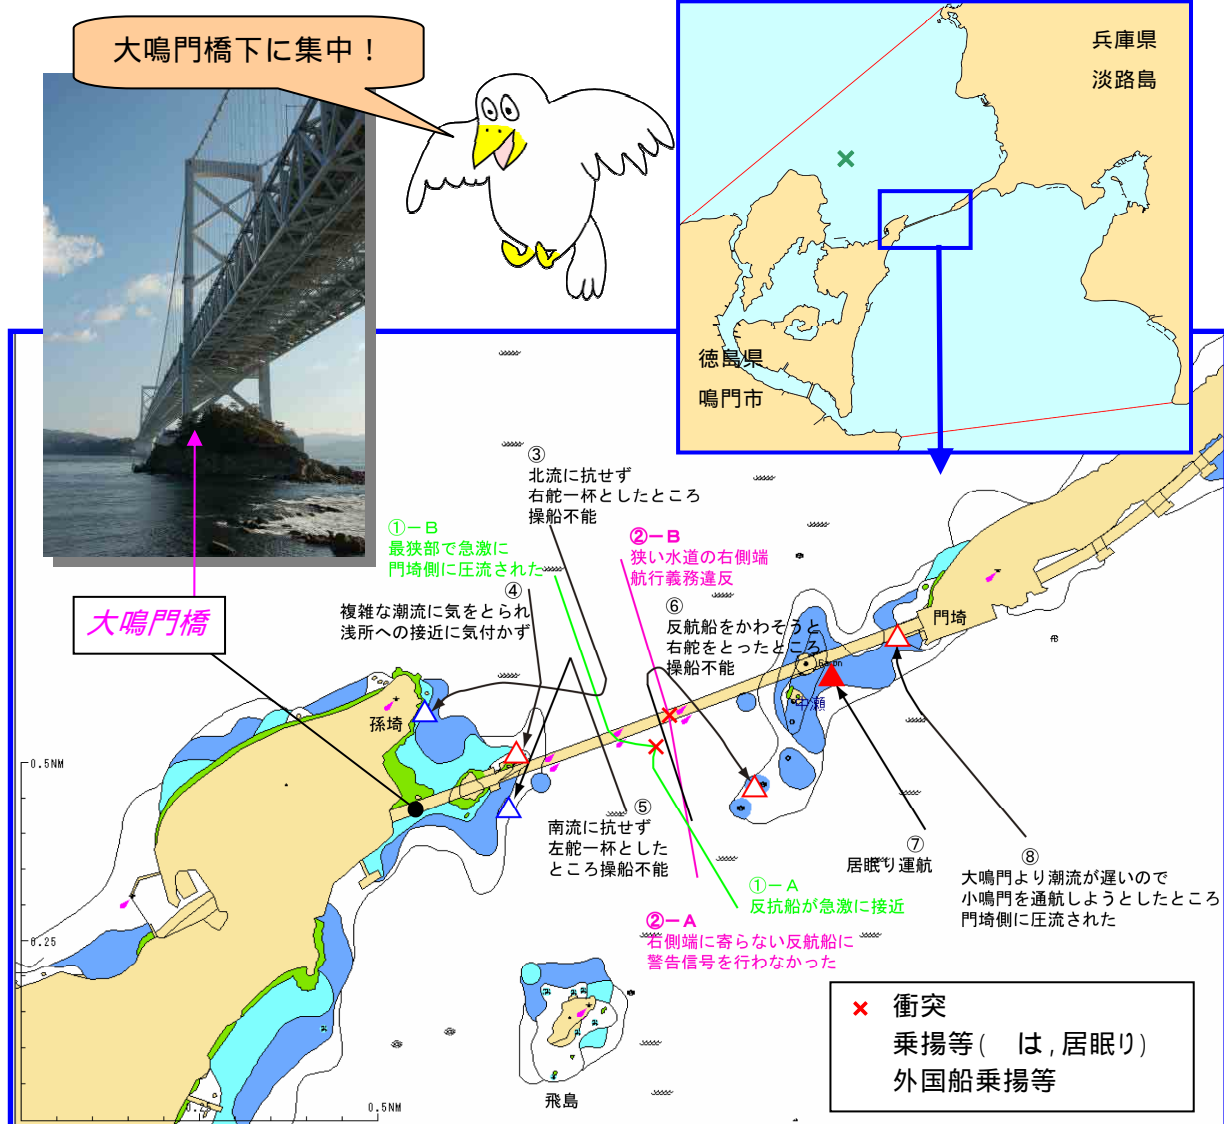 大鳴門橋下に集中！
兵庫県
淡路島
徳島県
鳴門市
③
北流に抗せず
右舵一杯としたところ
操船不能
①－B
最狭部で急激に
門埼側に圧流された
②－B
狭い水道の右側端
航行義務違反
④
複雑な潮流に気をとられ
浅所への接近に気付かず
⑥
反航船をかわそうと
右舵をとったところ
操船不能
大鳴門橋
門埼
中瀬
孫埼
0.5NM
⑤
南流に抗せず
左舵一杯とした
ところ操船不能
⑦
居眠り運航
⑧
大鳴門より潮流が遅いので
小鳴門を通航しようとしたところ
門埼側に圧流された
①－A
反抗船が急激に接近
②－A
右側端に寄らない反航船に
警告信号を行わなかった
0.25
飛島
0.25
0.5NM
× 衝突
乗揚等(　は,居眠り)
外国船乗揚等